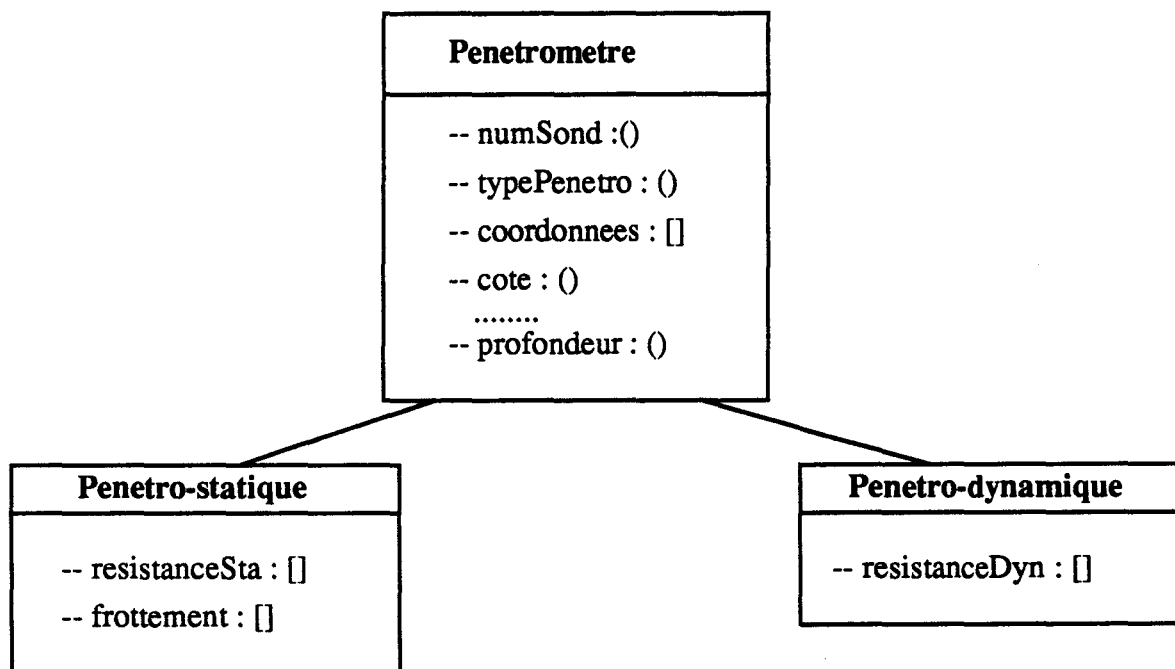 Penetrometre
-- numSond :()
-- typePenetro : ()
-- coordonnees : []
-- cote : ()
........
-- profondeur : ()
Penetro-statique
-- resistanceSta : []
-- frottement : []
Penetro-dynamique
-- resistanceDyn : []